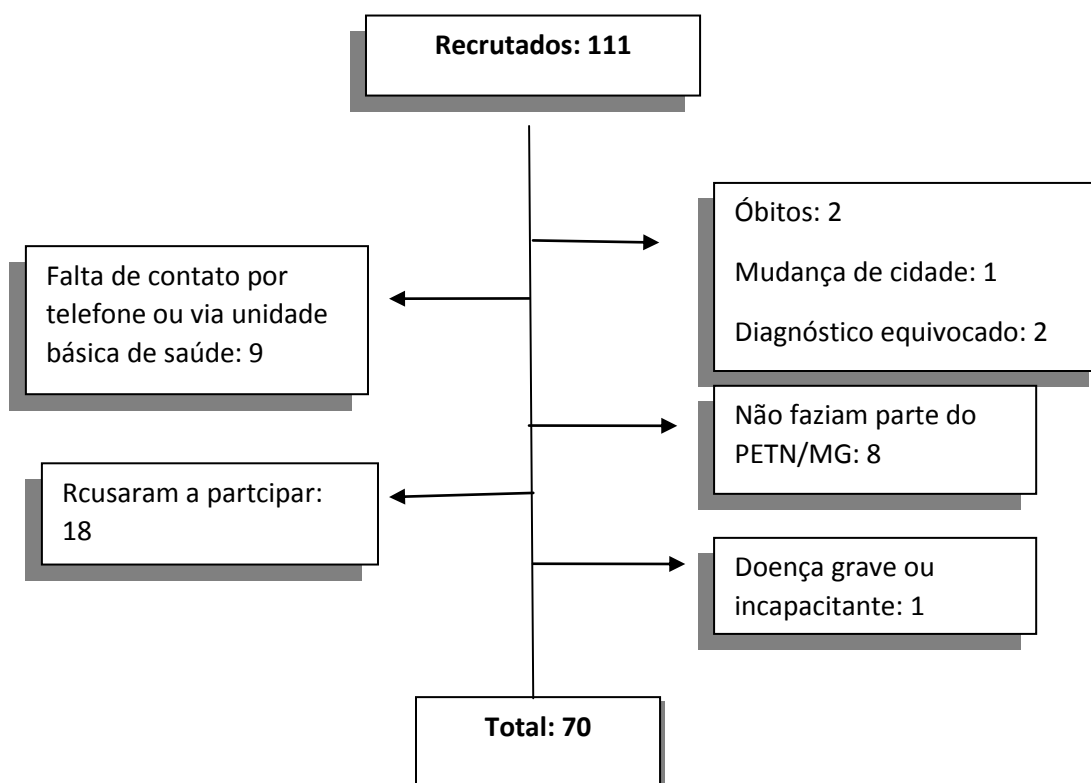 Recrutados: 111
Óbitos: 2
Mudança de cidade: 1
Diagnóstico equivocado: 2
Falta de contato por
telefone ou via unidade
básica de saúde: 9
Não faziam parte do
PETN/MG: 8
Rcusaram a partcipar:
18
Doença grave ou
incapacitante: 1
Total: 70